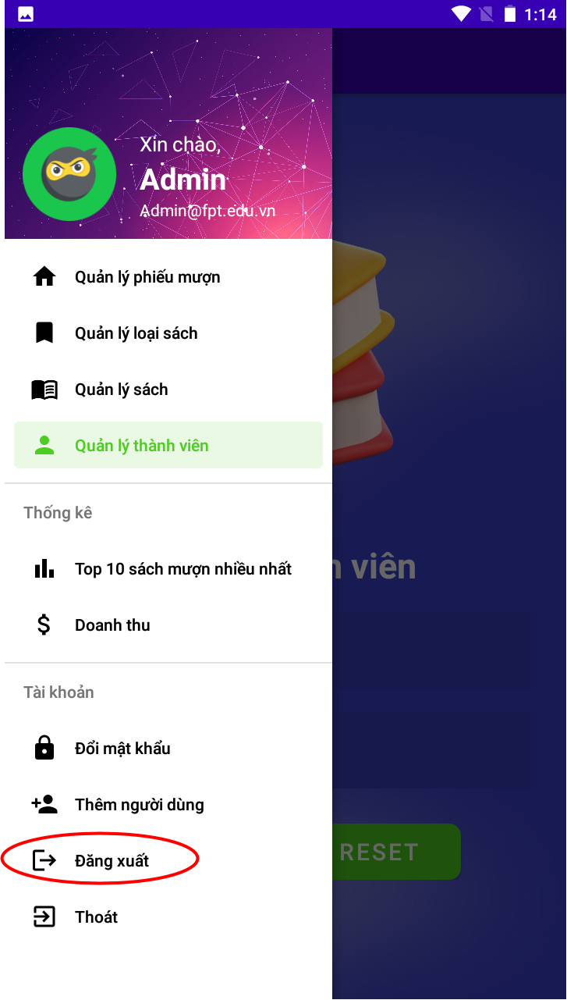 1:14
Xin chào,
Admin
Admin@fpt.edu.vn
Quản lý phiếu mượn
Quản lý loại sách
Quản lý sách
Quản lý thành viên
Thống kê
viên
Top 10 sách mượn nhiều nhất
Doanh thu
Tài khoản
Đổi mật khẩu
Thêm người dùng
RESET
Đăng xuất
Thoát